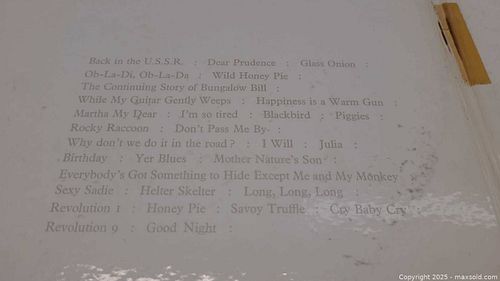 Back in the U.S.S.R. : Dear Prudence : Glass Onion :
Ob-La-Di, Ob-La-Da : Wild Honey Pie :
The Continuing Story of Bungalow Bill :
While My Guitar Gently Weeps : Happiness is a Warm Gun :
Martha My Dear : I'm so tired : Blackbird : Piggies :
Rocky Raccoon : Don't Pass Me By :
Why don't we do it in the road? : I Will : Julia :
Birthday : Yer Blues : Mother Nature's Son :
Everybody's Got Something to Hide Except Me and My Monkey
Sexy Sadie : Helter Skelter : Long, Long, Long :
Revolution 1 : Honey Pie : Savoy Truffle : Cry Baby Cry :
Revolution 9 : Good Night :
Copyright 2025 - maxsold.com